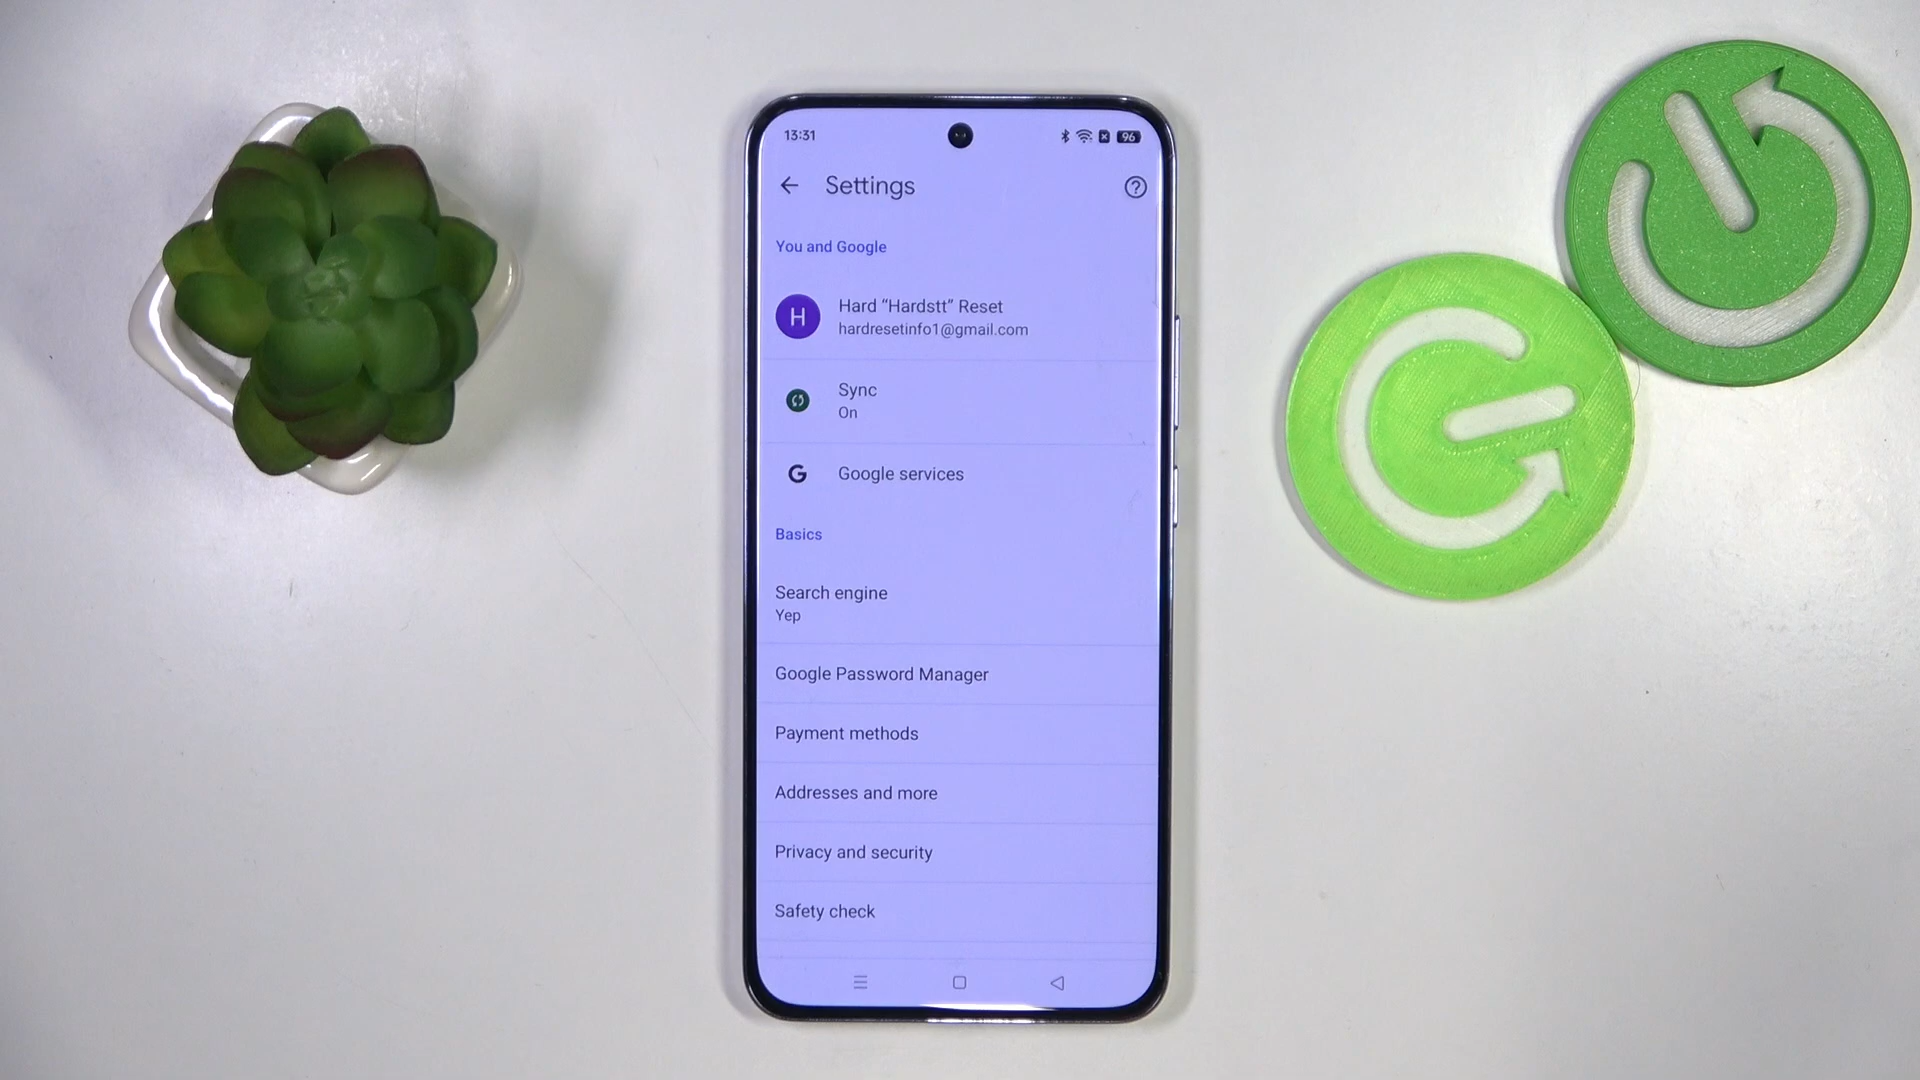 13:31
96
Settings
You and Google
H
Hard “Hardstt” Reset
hardresetinfo1@gmail.com
Sync
On
G
Google services
Basics
Search engine
Yep
Google Password Manager
Payment methods
Addresses and more
Privacy and security
Safety check